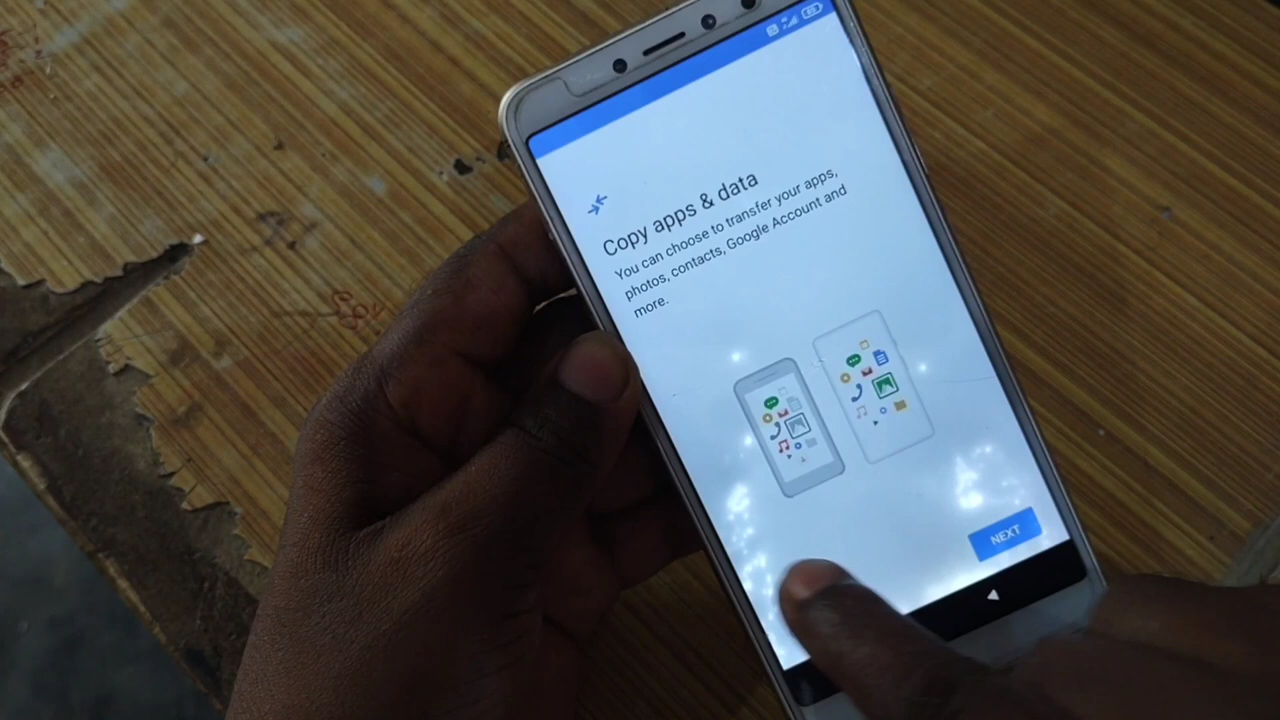 Copy apps & data
You can choose to transfer your apps,
photos, contacts, Google Account and
more.
NEXT